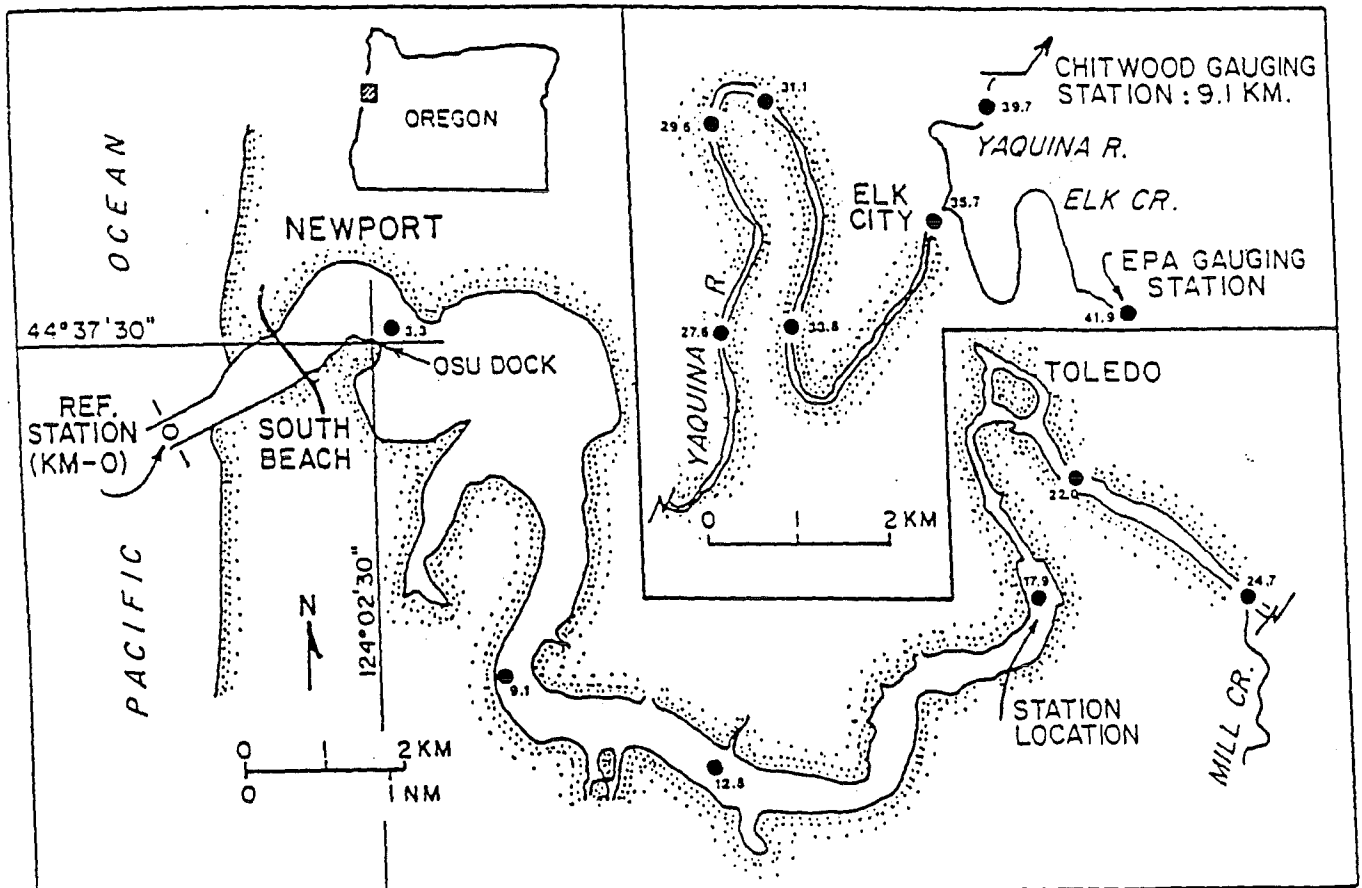 OREGON
PACIFIC OCEAN
NEWPORT
44°37'30"
3.3
OSU DOCK
REF.
STATION
(KM-0)
SOUTH
BEACH
124°02'30"
N
0 1 2 KM
0 1 NM
9.1
12.8
17.9
STATION
LOCATION
TOLEDO
22.0
24.7
MILL CR.
CHITWOOD GAUGING
STATION : 9.1 KM.
39.7
YAQUINA R.
31.1
29.6
ELK
CITY
35.7
ELK CR.
EPA GAUGING
STATION
41.9
27.6
33.8
YAQUINA R
0 1 2 KM